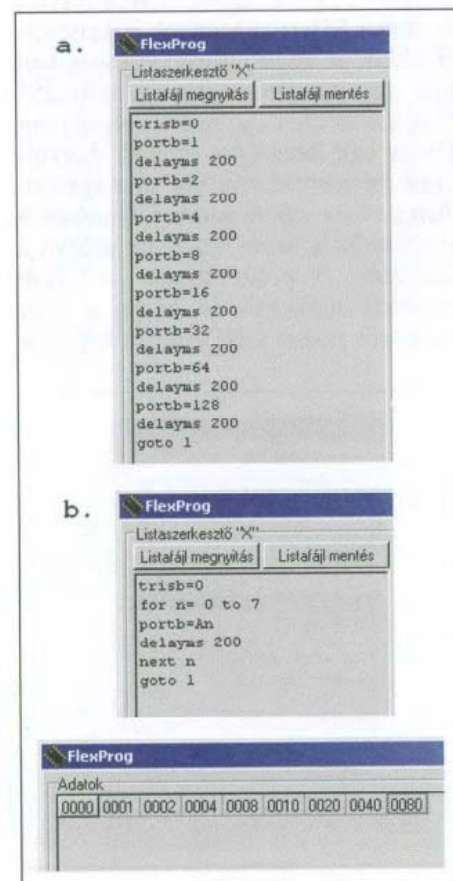 a.
FlexProg
Listaszerkesztő "X"
Listafájl megnyitás Listafájl mentés
trisb=0
portb=1
delayms 200
portb=2
delayms 200
portb=4
delayms 200
portb=8
delayms 200
portb=16
delayms 200
portb=32
delayms 200
portb=64
delayms 200
portb=128
delayms 200
goto 1
b.
FlexProg
Listaszerkesztő "X"
Listafájl megnyitás Listafájl mentés
trisb=0
for n= 0 to 7
portb=An
delayms 200
next n
goto 1
FlexProg
Adatok
0000 0001 0002 0004 0008 0010 0020 0040 0080